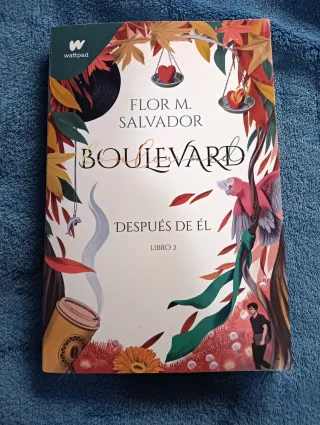 wattpad
FLOR M.
SALVADOR
BOULEVARD
DESPUÉS DE ÉL
LIBRO 2